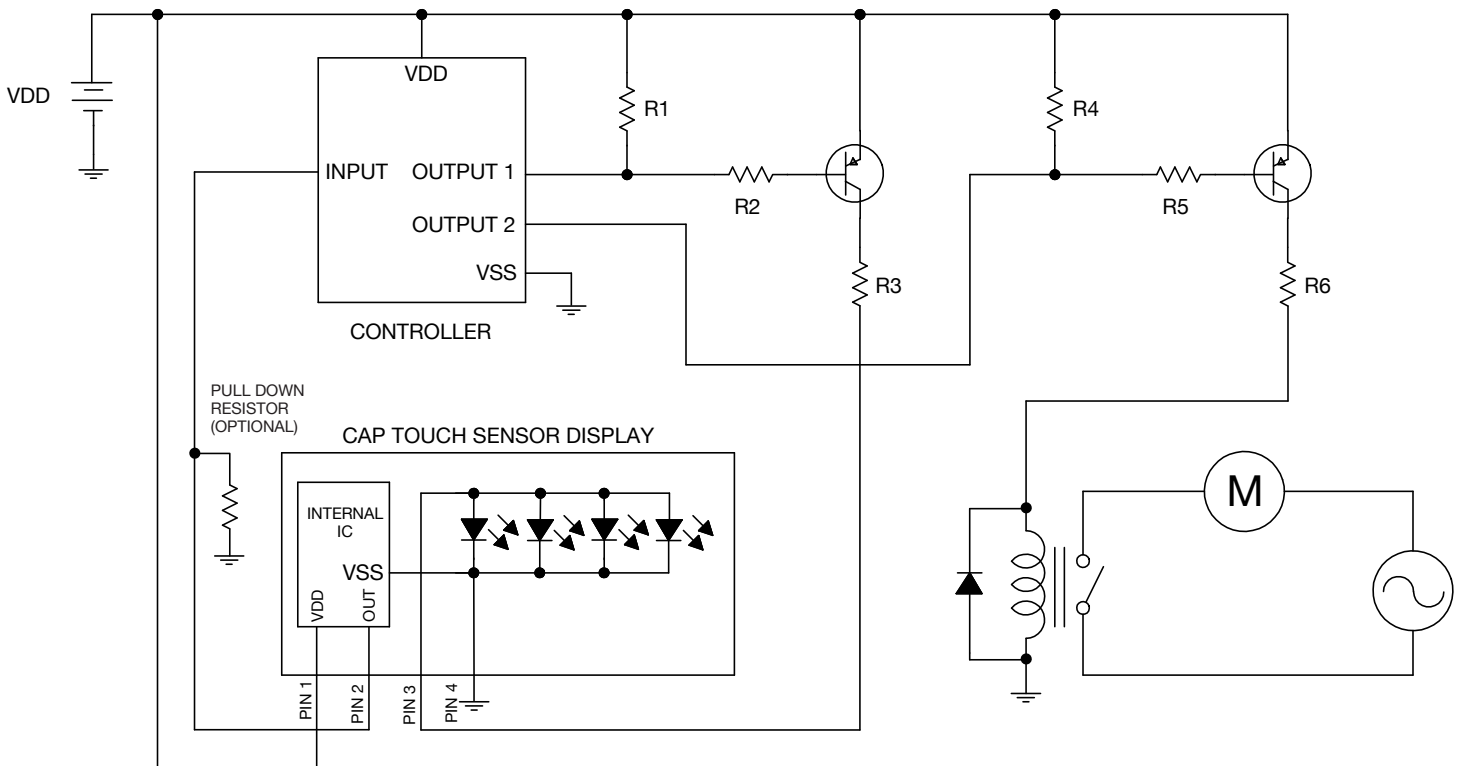 VDD
VDD
R1
R4
INPUT
OUTPUT 1
R2
R5
OUTPUT 2
VSS
R3
R6
CONTROLLER
PULL DOWN
RESISTOR
(OPTIONAL)
CAP TOUCH SENSOR DISPLAY
INTERNAL
IC
VSS
VDD
OUT
M
PIN 1
PIN 2
PIN 3
PIN 4